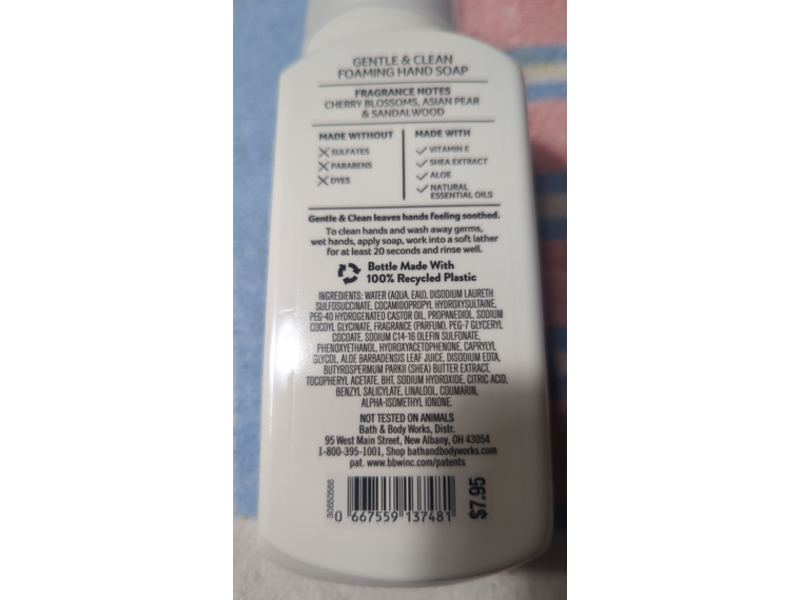 GENTLE & CLEAN
FOAMING HAND SOAP
FRAGRANCE NOTES
CHERRY BLOSSOMS, ASIAN PEAR
& SANDALWOOD
MADE WITHOUT
SULFATES
PARABENS
DYES
MADE WITH
VITAMIN E
SHEA EXTRACT
ALOE
NATURAL
ESSENTIAL OILS
Gentle & Clean leaves hands feeling soothed.
To clean hands and wash away germs,
wet hands, apply soap, work into a soft lather
for at least 20 seconds and rinse well.
Bottle Made With
100% Recycled Plastic
INGREDIENTS: WATER (AQUA, EAU), DISODIUM LAURETH
SULFOSUCCINATE, COCAMIDOPROPYL HYDROXYSULTAINE,
PEG-40 HYDROGENATED CASTOR OIL, PROPANEDIOL, SODIUM
COCOYL GLYCINATE, FRAGRANCE (PARFUM), PEG-7 GLYCERYL
COCOATE, SODIUM C14-16 OLEFIN SULFONATE,
PHENOXYETHANOL, HYDROXYACETOPHENONE, CAPRYLYL
GLYCOL, ALOE BARBADENSIS LEAF JUICE, DISODIUM EDTA,
BUTYROSPERMUM PARKII (SHEA) BUTTER EXTRACT,
TOCOPHERYL ACETATE, BHT, SODIUM HYDROXIDE, CITRIC ACID,
BENZYL SALICYLATE, LINALOOL, COUMARIN,
ALPHA-ISOMETHYL IONONE.
NOT TESTED ON ANIMALS
Bath & Body Works, Distr.
95 West Main Street, New Albany, OH 43054
1-800-395-1001, Shop bathandbodyworks.com
pat. www.bbwinc.com/patents
30650566
0 667559 137481
$7.95